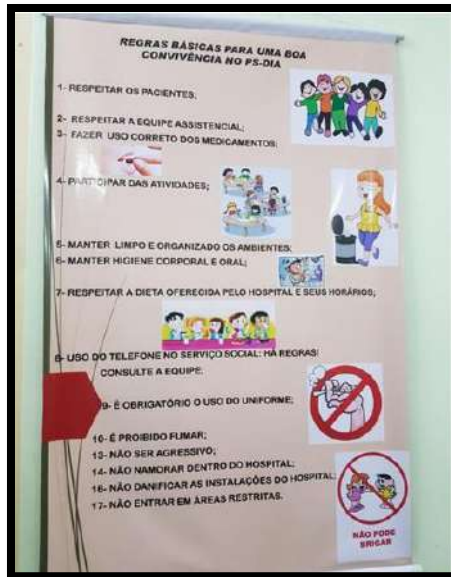 REGRAS BÁSICAS PARA UMA BOA
CONVIVÊNCIA NO PS-DIA
1- RESPEITAR OS PACIENTES;
2- RESPEITAR A EQUIPE ASSISTENCIAL;
3- FAZER USO CORRETO DOS MEDICAMENTOS;
4- PARTICIPAR DAS ATIVIDADES;
5- MANTER LIMPO E ORGANIZADO OS AMBIENTES;
6- MANTER HIGIENE CORPORAL E ORAL;
7- RESPEITAR A DIETA OFERECIDA PELO HOSPITAL E SEUS HORÁRIOS;
8- USO DO TELEFONE NO SERVIÇO SOCIAL: HÁ REGRAS!
CONSULTE A EQUIPE;
9- É OBRIGATÓRIO O USO DO UNIFORME;
10- É PROIBIDO FUMAR;
13- NÃO SER AGRESSIVO;
14- NÃO NAMORAR DENTRO DO HOSPITAL;
16- NÃO DANIFICAR AS INSTALAÇÕES DO HOSPITAL;
17- NÃO ENTRAR EM ÁREAS RESTRITAS.
NÃO PODE
BRIGAR